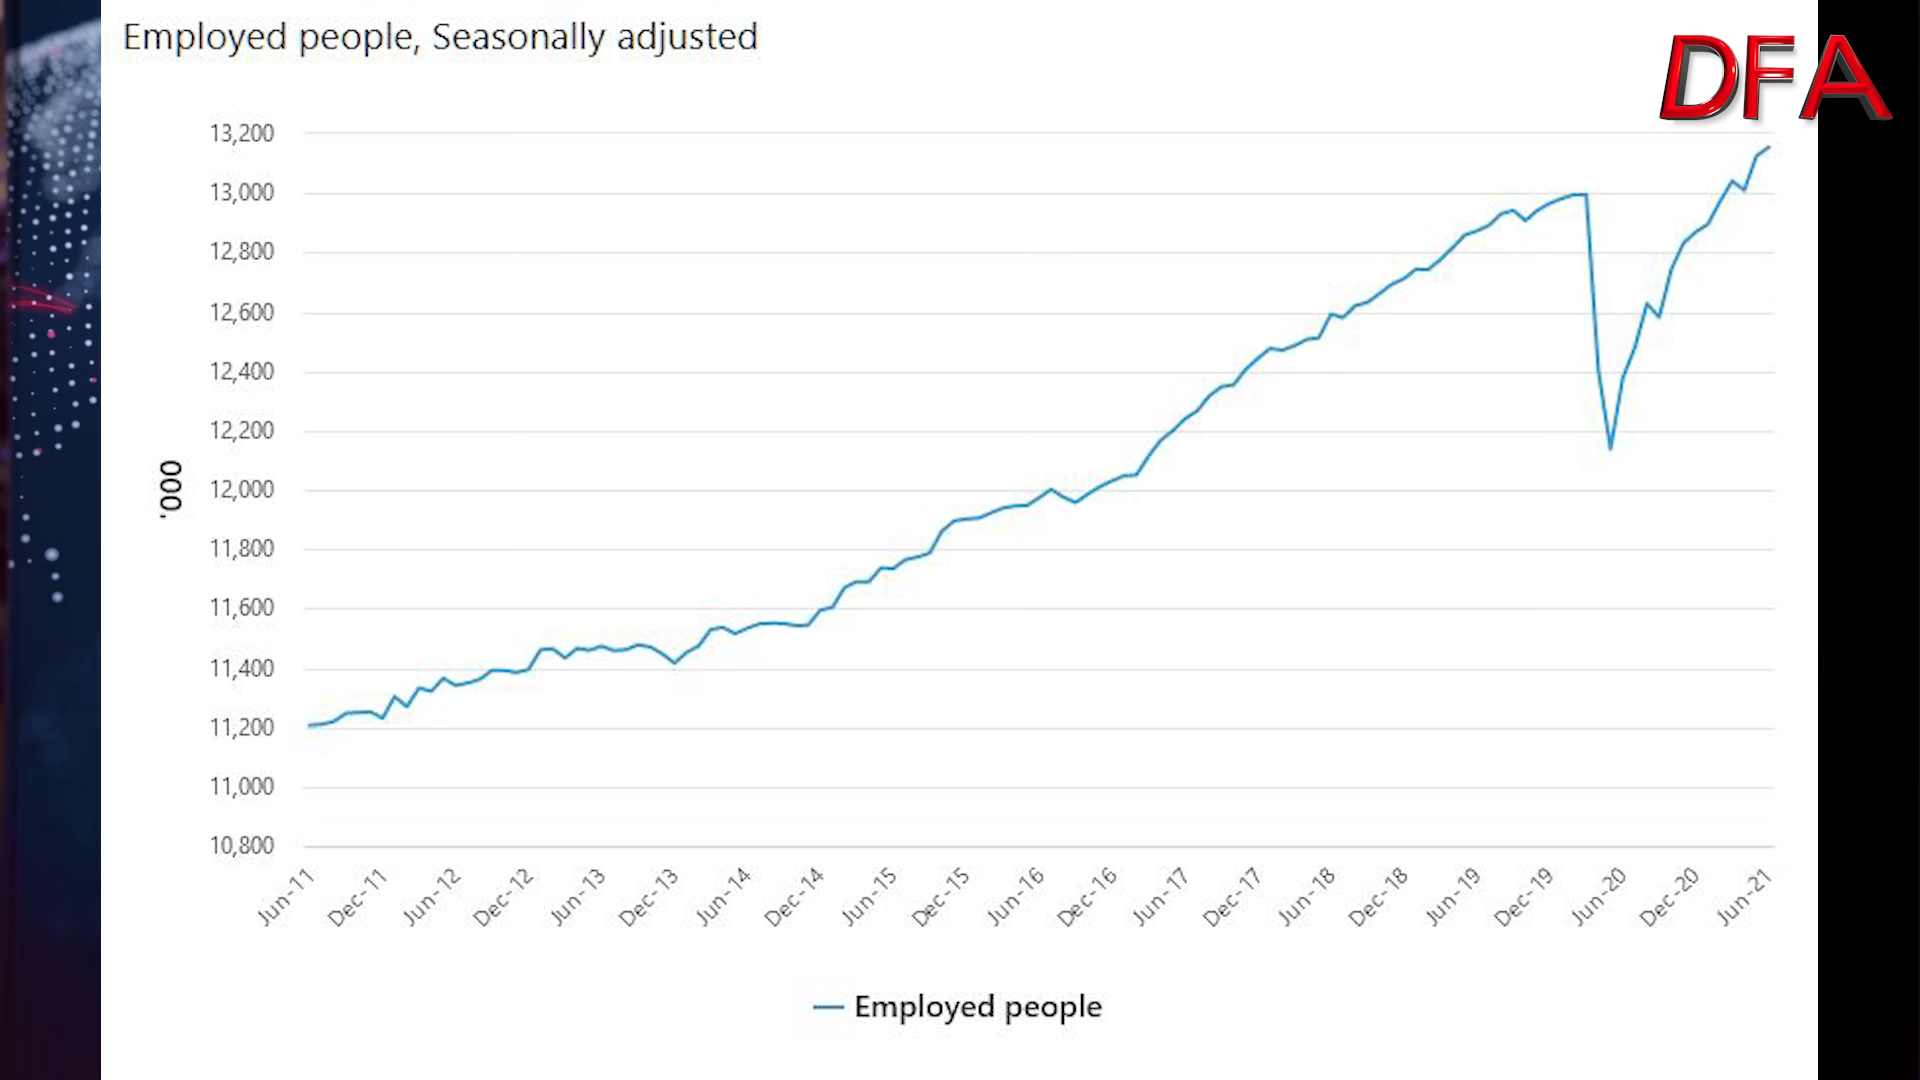 Employed people, Seasonally adjusted
DFA
13,200
13,000
12,800
12,600
12,400
12,200
12,000
11,800
11,600
11,400
11,200
11,000
10,800
'000
Jun-11
Dec-11
Jun-12
Dec-12
Jun-13
Dec-13
Jun-14
Dec-14
Jun-15
Dec-15
Jun-16
Dec-16
Jun-17
Dec-17
Jun-18
Dec-18
Jun-19
Dec-19
Jun-20
Dec-20
Jun-21
Employed people